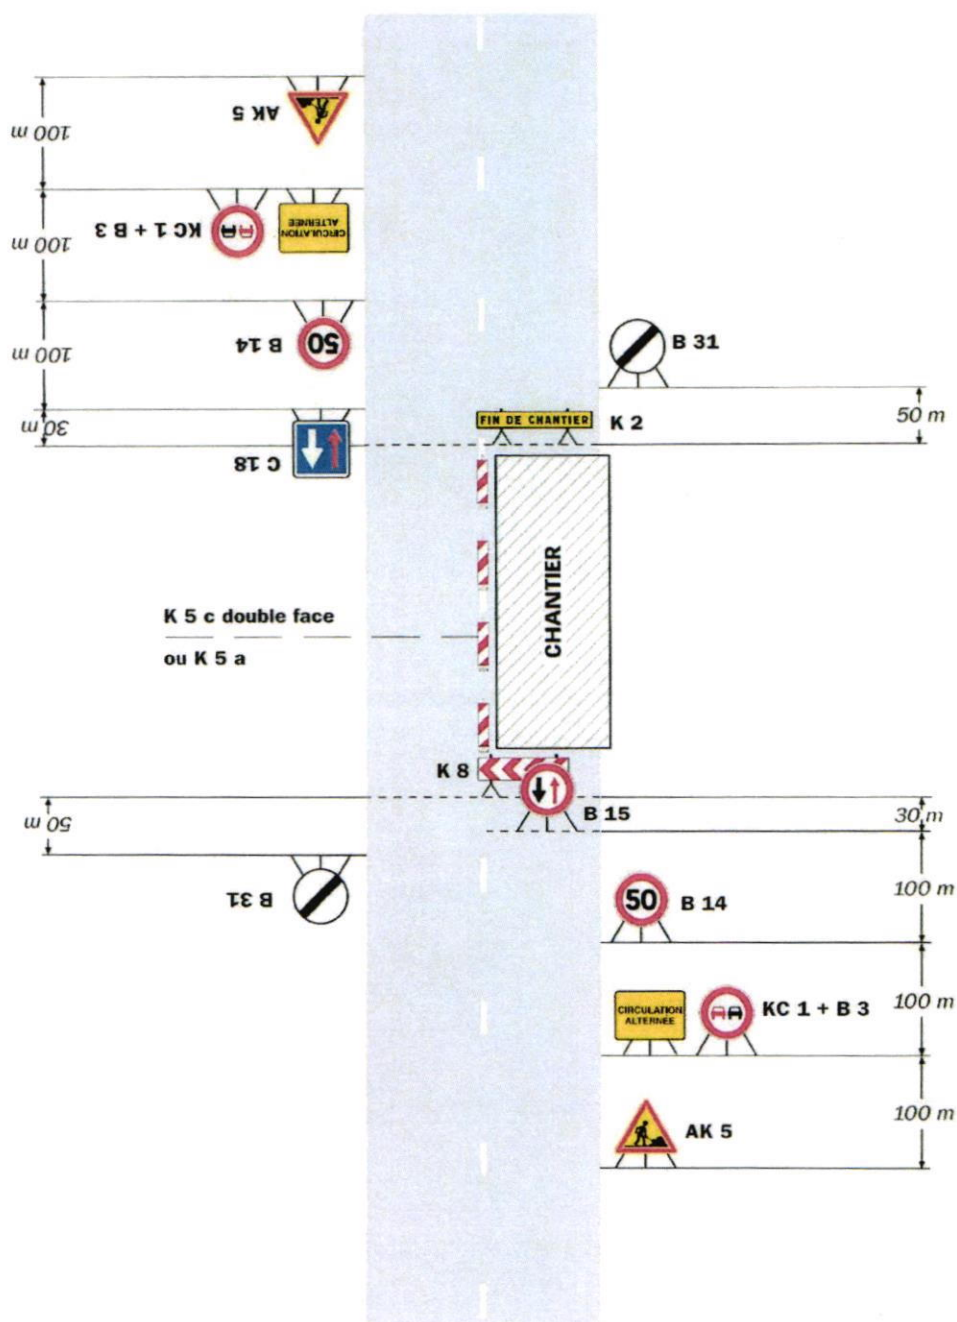 AK 5
100 m
KC 1 + B 3
CIRCULATION
ALTERNÉE
100 m
B 14
50
100 m
B 31
FIN DE CHANTIER
K 2
50 m
30 m
C 18
CHANTIER
K 5 c double face
ou K 5 a
K 8
B 15
30 m
50 m
B 31
50
B 14
100 m
CIRCULATION
ALTERNÉE
KC 1 + B 3
100 m
AK 5
100 m